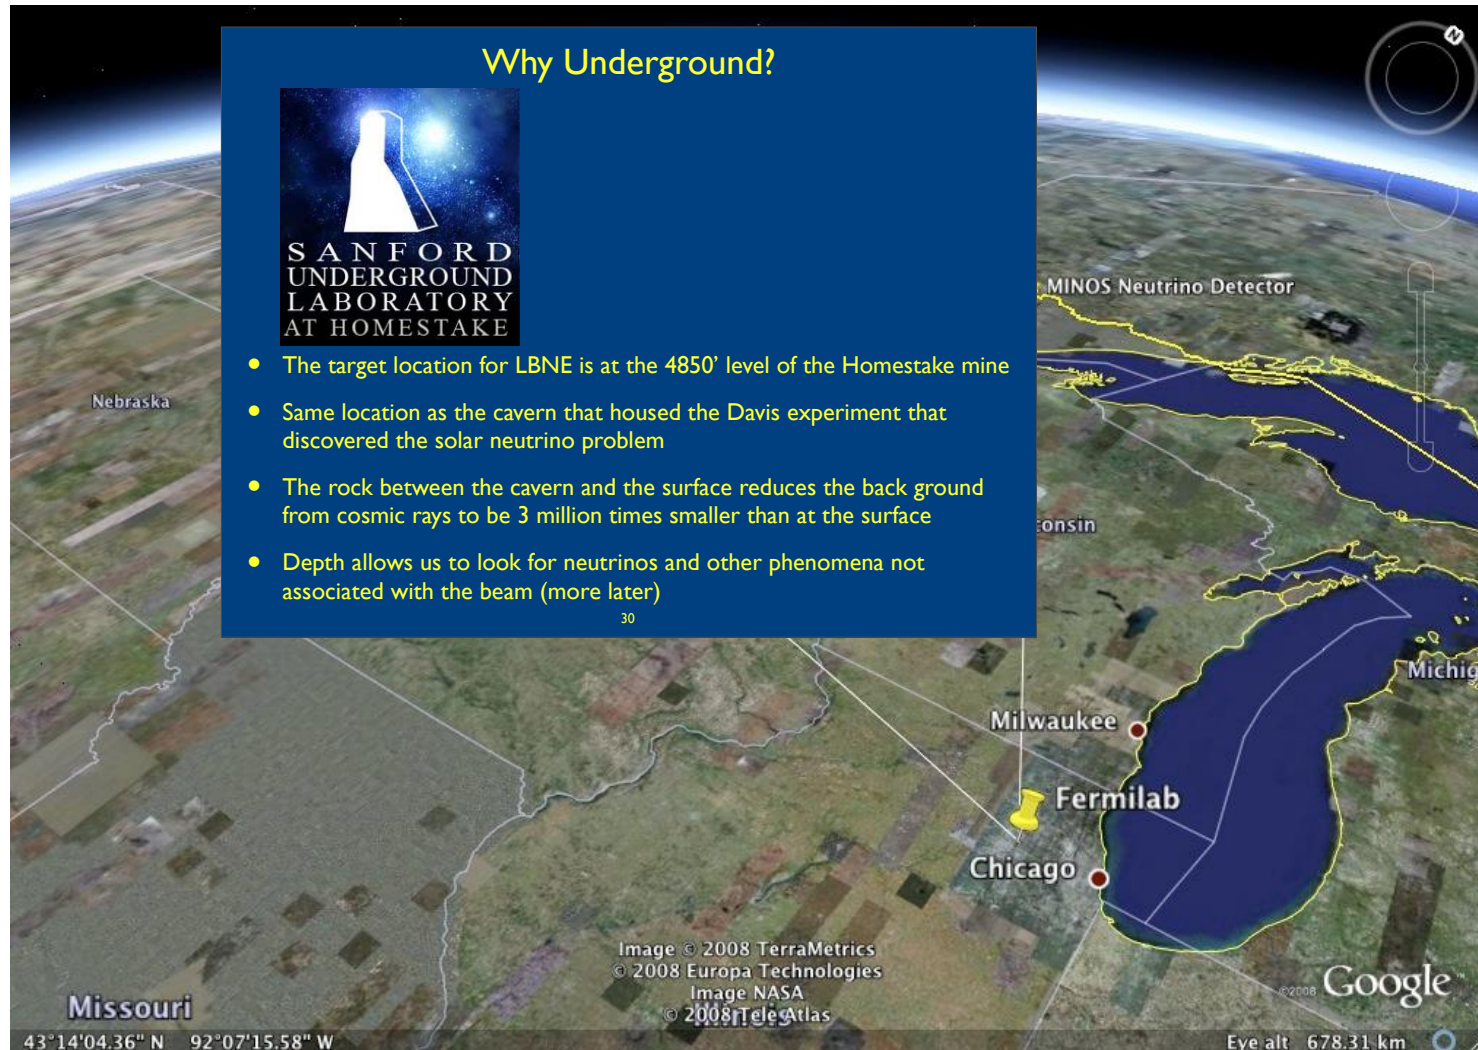 Why Underground?
SANFORD
UNDERGROUND
LABORATORY
AT HOMESTAKE
• The target location for LBNE is at the 4850’ level of the Homestake mine
• Same location as the cavern that housed the Davis experiment that
discovered the solar neutrino problem
• The rock between the cavern and the surface reduces the back ground
from cosmic rays to be 3 million times smaller than at the surface
• Depth allows us to look for neutrinos and other phenomena not
associated with the beam (more later)
30
N
MINOS Neutrino Detector
Nebraska
consin
Michig
Milwaukee
Fermilab
Chicago
Missouri
Illinois
Image © 2008 TerraMetrics
© 2008 Europa Technologies
Image NASA
© 2008 Tele Atlas
©2008 Google™
43°14'04.36" N 92°07'15.58" W
Eye alt 678.31 km